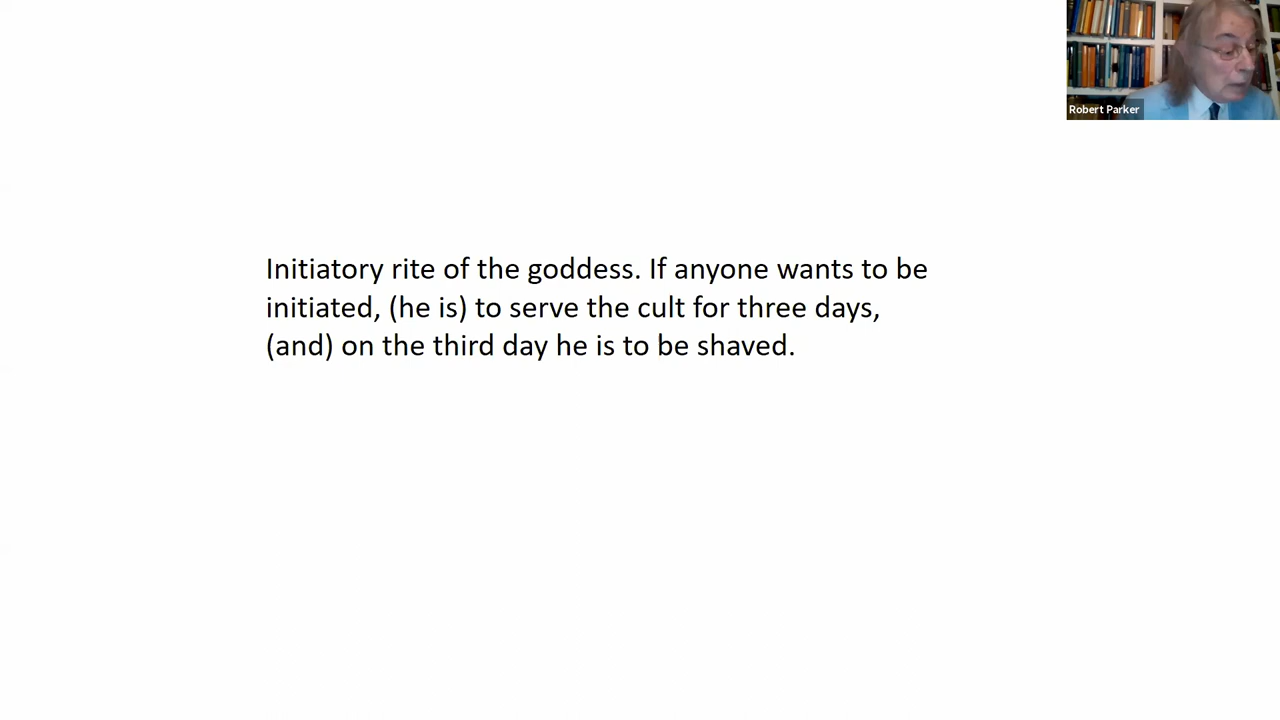 Robert Parker
Initiatory rite of the goddess. If anyone wants to be
initiated, (he is) to serve the cult for three days,
(and) on the third day he is to be shaved.